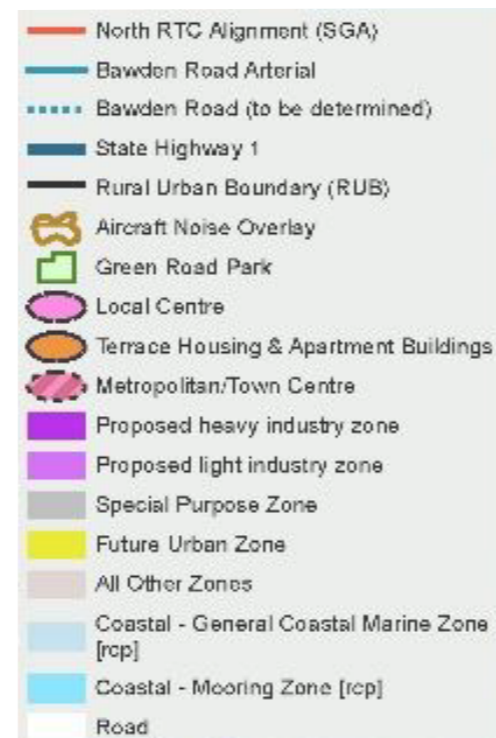 North RTC Alignment (SGA)
Bawden Road Arterial
Bawden Road (to be determined)
State Highway 1
Rural Urban Boundary (RUB)
Aircraft Noise Overlay
Green Road Park
Local Centre
Terrace Housing & Apartment Buildings
Metropolitan/Town Centre
Proposed heavy industry zone
Proposed light industry zone
Special Purpose Zone
Future Urban Zone
All Other Zones
Coastal - General Coastal Marine Zone
[rcp]
Coastal - Mooring Zone [rcp]
Road